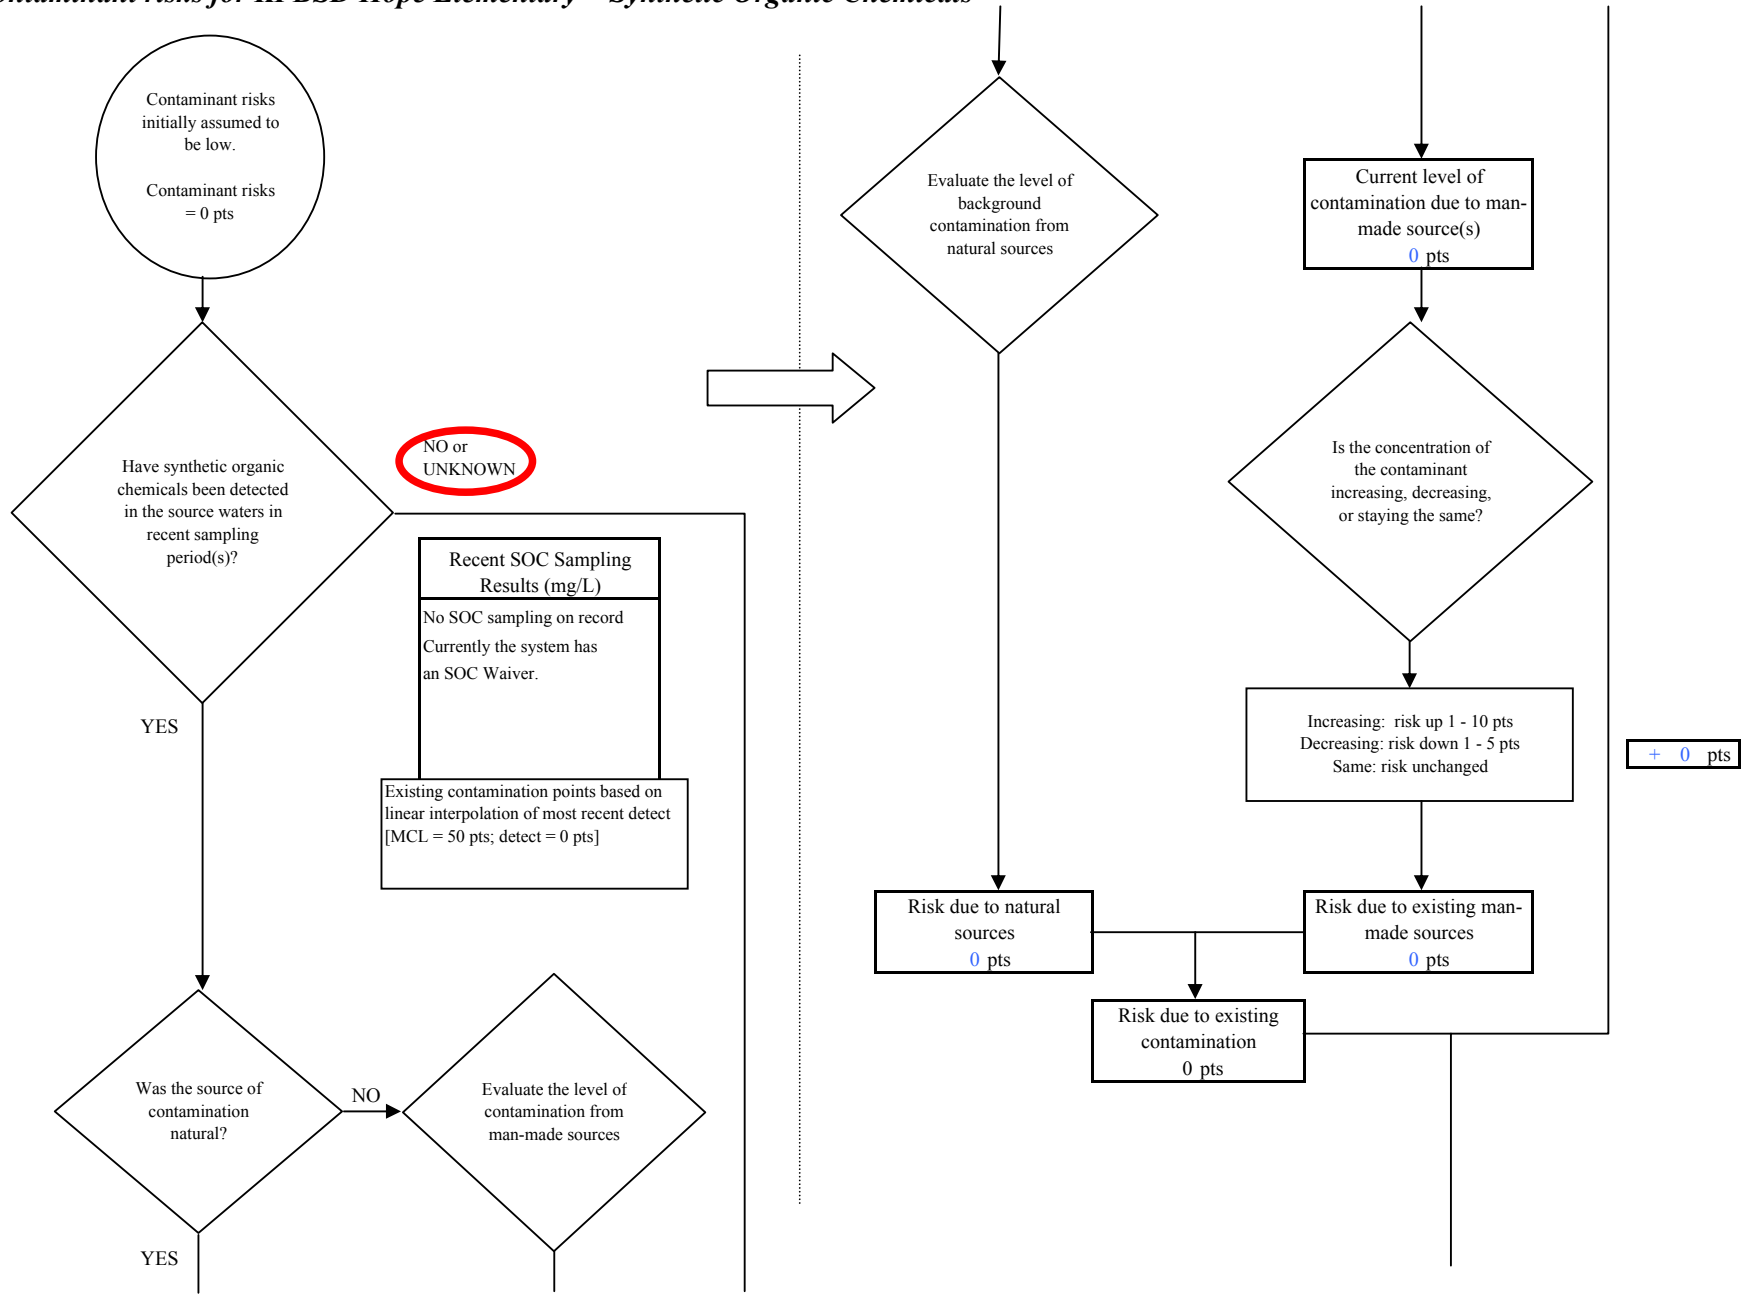 Contaminant risks
initially assumed to
be low.
Contaminant risks
= 0 pts
Have synthetic organic
chemicals been detected
in the source waters in
recent sampling
period(s)?
NO or
UNKNOWN
Recent SOC Sampling
Results (mg/L)
No SOC sampling on record
Currently the system has
an SOC Waiver.
YES
Existing contamination points based on
linear interpolation of most recent detect
[MCL = 50 pts; detect = 0 pts]
Was the source of
contamination
natural?
NO
Evaluate the level of
contamination from
man-made sources
YES
Evaluate the level of
background
contamination from
natural sources
Current level of
contamination due to man-
made source(s)
0 pts
Is the concentration of
the contaminant
increasing, decreasing,
or staying the same?
Increasing: risk up 1 - 10 pts
Decreasing: risk down 1 - 5 pts
Same: risk unchanged
+ 0 pts
Risk due to natural
sources
0 pts
Risk due to existing man-
made sources
0 pts
Risk due to existing
contamination
0 pts